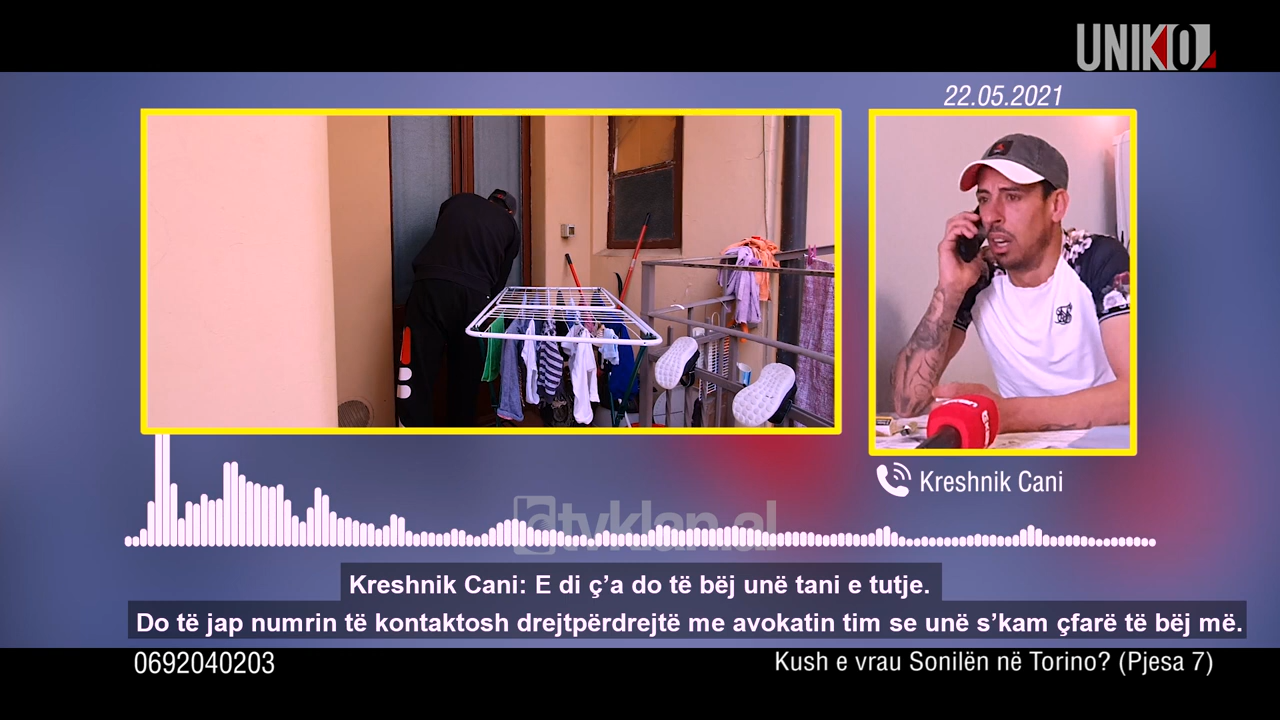 UNIKO
22.05.2021
Kreshnik Cani
tvklan.al
Kreshnik Cani: E di ç’a do të bëj unë tani e tutje.
Do të jap numrin të kontaktosh drejtpërdrejtë me avokatin tim se unë s’kam çfarë të bëj më.
0692040203
Kush e vrau Sonilën në Torino? (Pjesa 7)